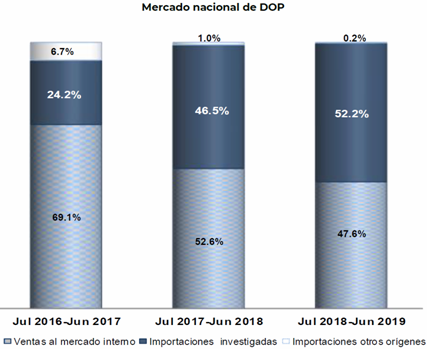 Mercado nacional de DOP
6.7% 1.0% 0.2%
24.2% 46.5% 52.2%
69.1% 52.6% 47.6%
Jul 2016-Jun 2017 Jul 2017-Jun 2018 Jul 2018-Jun 2019
Ventas al mercado interno Importaciones investigadas Importaciones otros orígenes